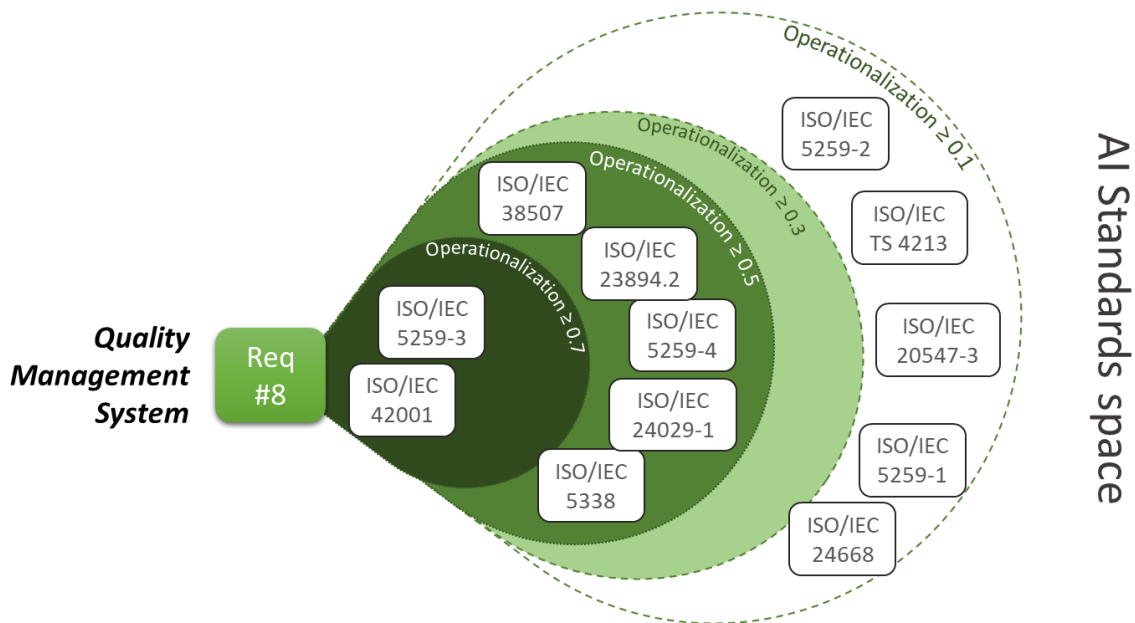 Operationalization ≥ 0.1
ISO/IEC
5259-2
Operationalization ≥ 0.3
Operationalization ≥ 0.5
ISO/IEC
38507
ISO/IEC
TS 4213
Operationalization ≥ 0.7
ISO/IEC
23894.2
ISO/IEC
5259-3
ISO/IEC
5259-4
ISO/IEC
20547-3
Quality
Management
System
Req
#8
ISO/IEC
42001
ISO/IEC
24029-1
ISO/IEC
5338
ISO/IEC
5259-1
ISO/IEC
24668
AI Standards space